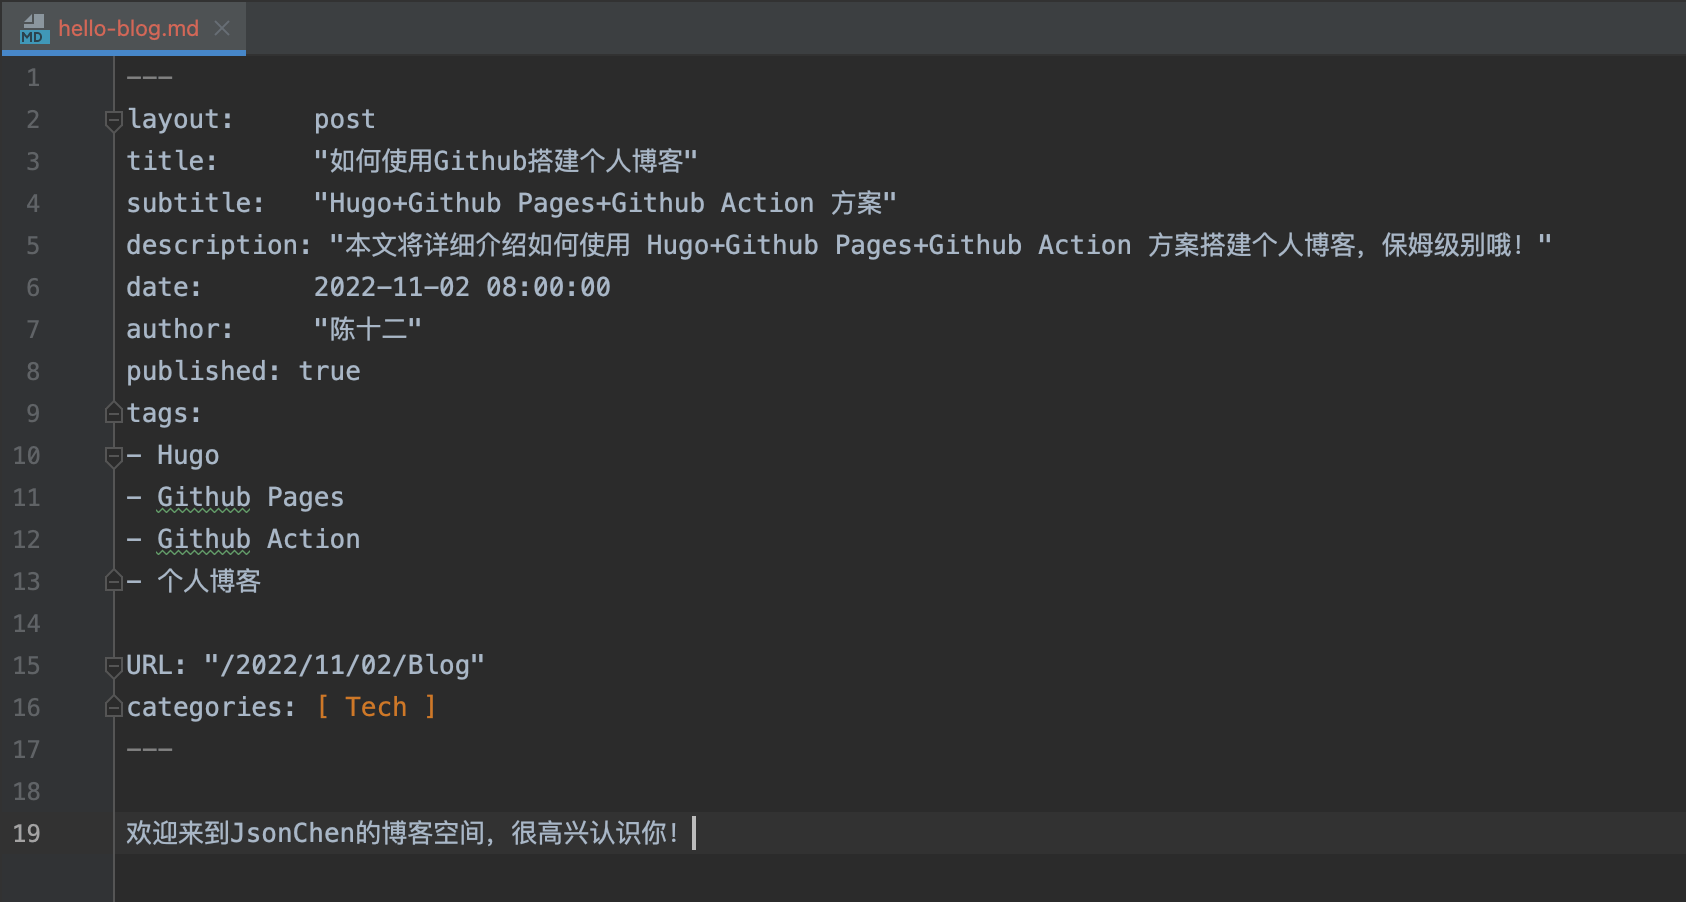 MD hello-blog.md
1 ---
2 layout:     post
3 title:      "如何使用Github搭建个人博客"
4 subtitle:   "Hugo+Github Pages+Github Action 方案"
5 description: "本文将详细介绍如何使用 Hugo+Github Pages+Github Action 方案搭建个人博客，保姆级别哦！"
6 date:       2022-11-02 08:00:00
7 author:     "陈十二"
8 published: true
9 tags:
10 - Hugo
11 - Github Pages
12 - Github Action
13 - 个人博客
14
15 URL: "/2022/11/02/Blog"
16 categories: [ Tech ]
17 ---
18
19 欢迎来到JsonChen的博客空间，很高兴认识你！